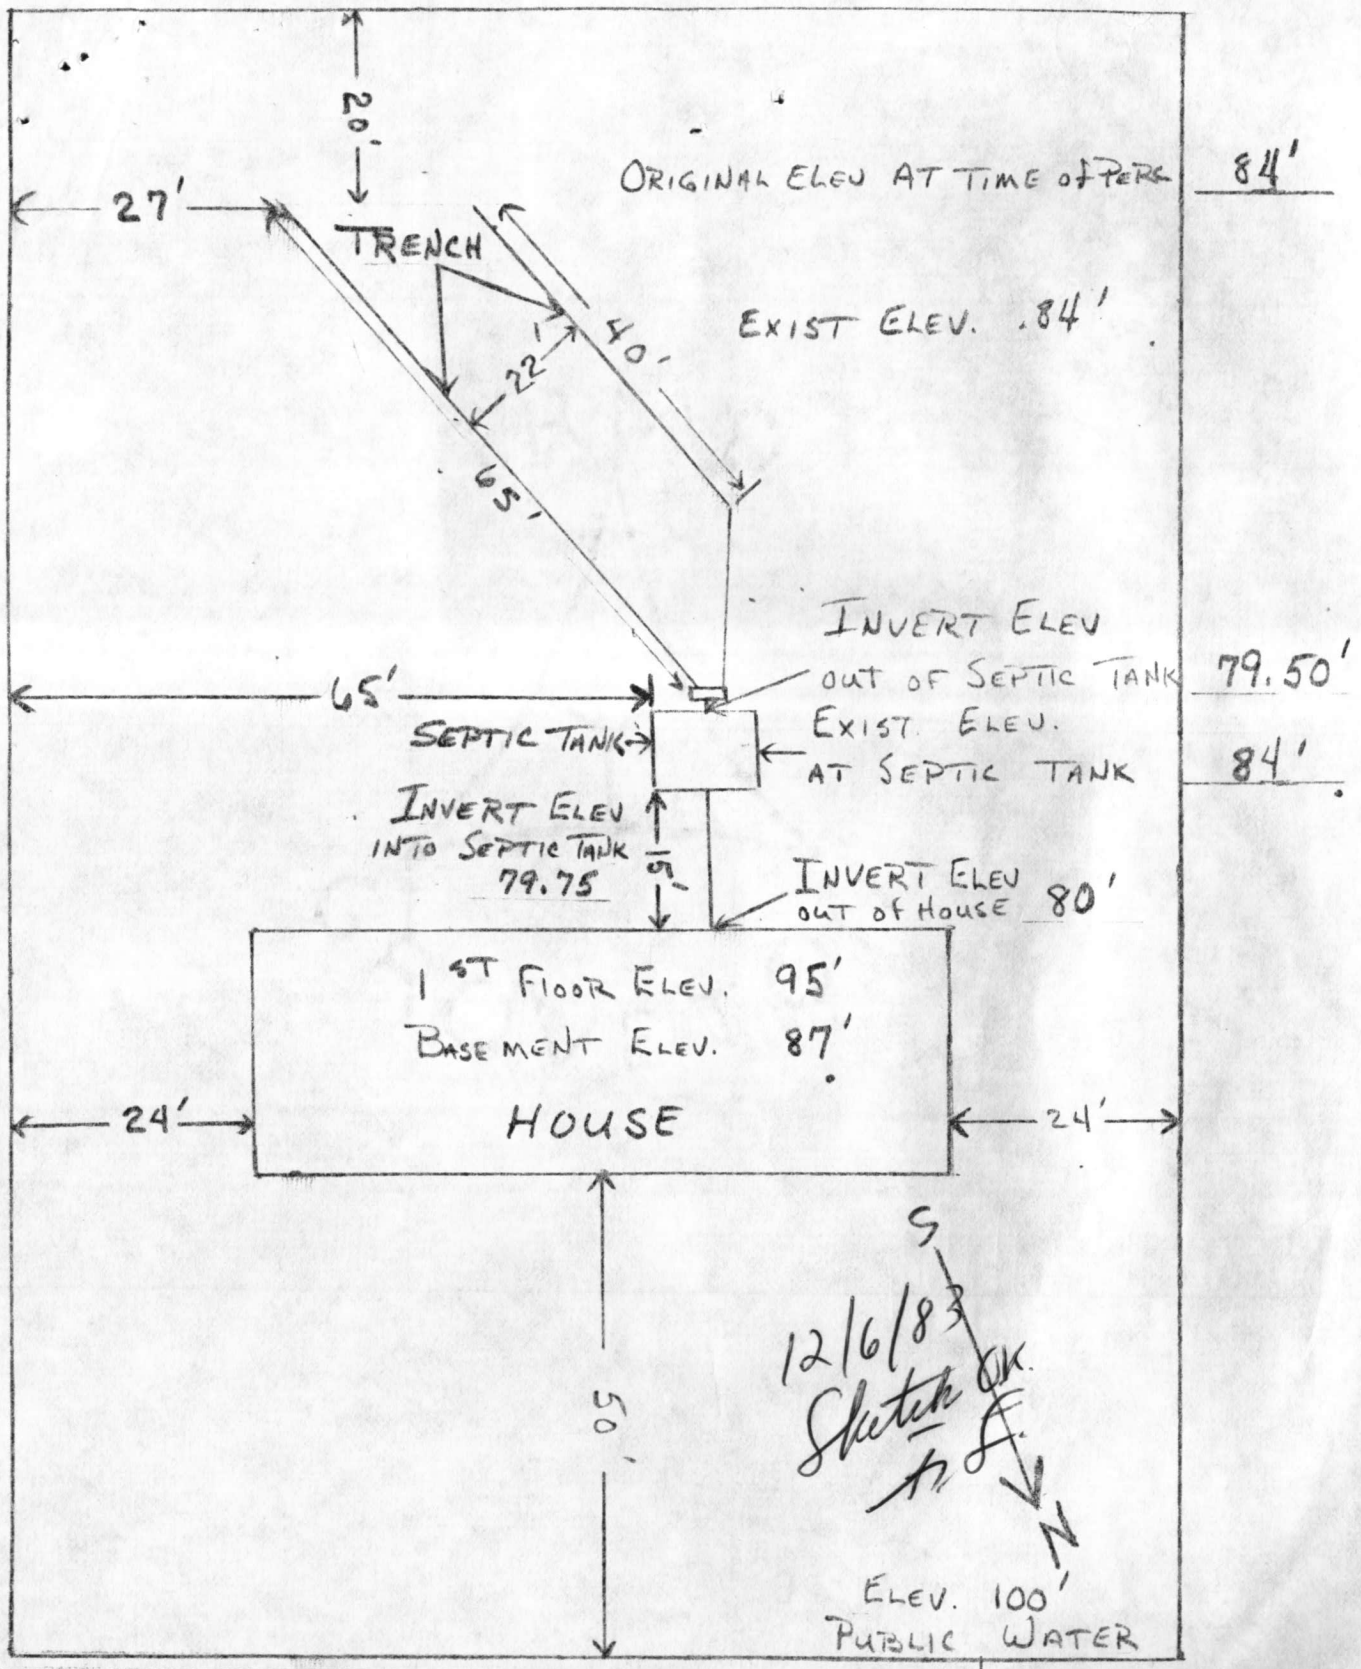 20'
ORIGINAL ELEV AT TIME of PERC 84'
27'
TRENCH
EXIST ELEV. .84'
40'
22'
65'
INVERT ELEV
OUT OF SEPTIC TANK 79.50'
65'
EXIST. ELEV.
SEPTIC TANK
AT SEPTIC TANK 84'
INVERT ELEV
INTO SEPTIC TANK
79.75
15'
INVERT ELEV
OUT OF HOUSE 80'
1ST FLOOR ELEV. 95'
BASEMENT ELEV. 87'
24'
HOUSE
24'
S
12/6/83
Sketch OK.
50'
N
ELEV. 100'
PUBLIC WATER